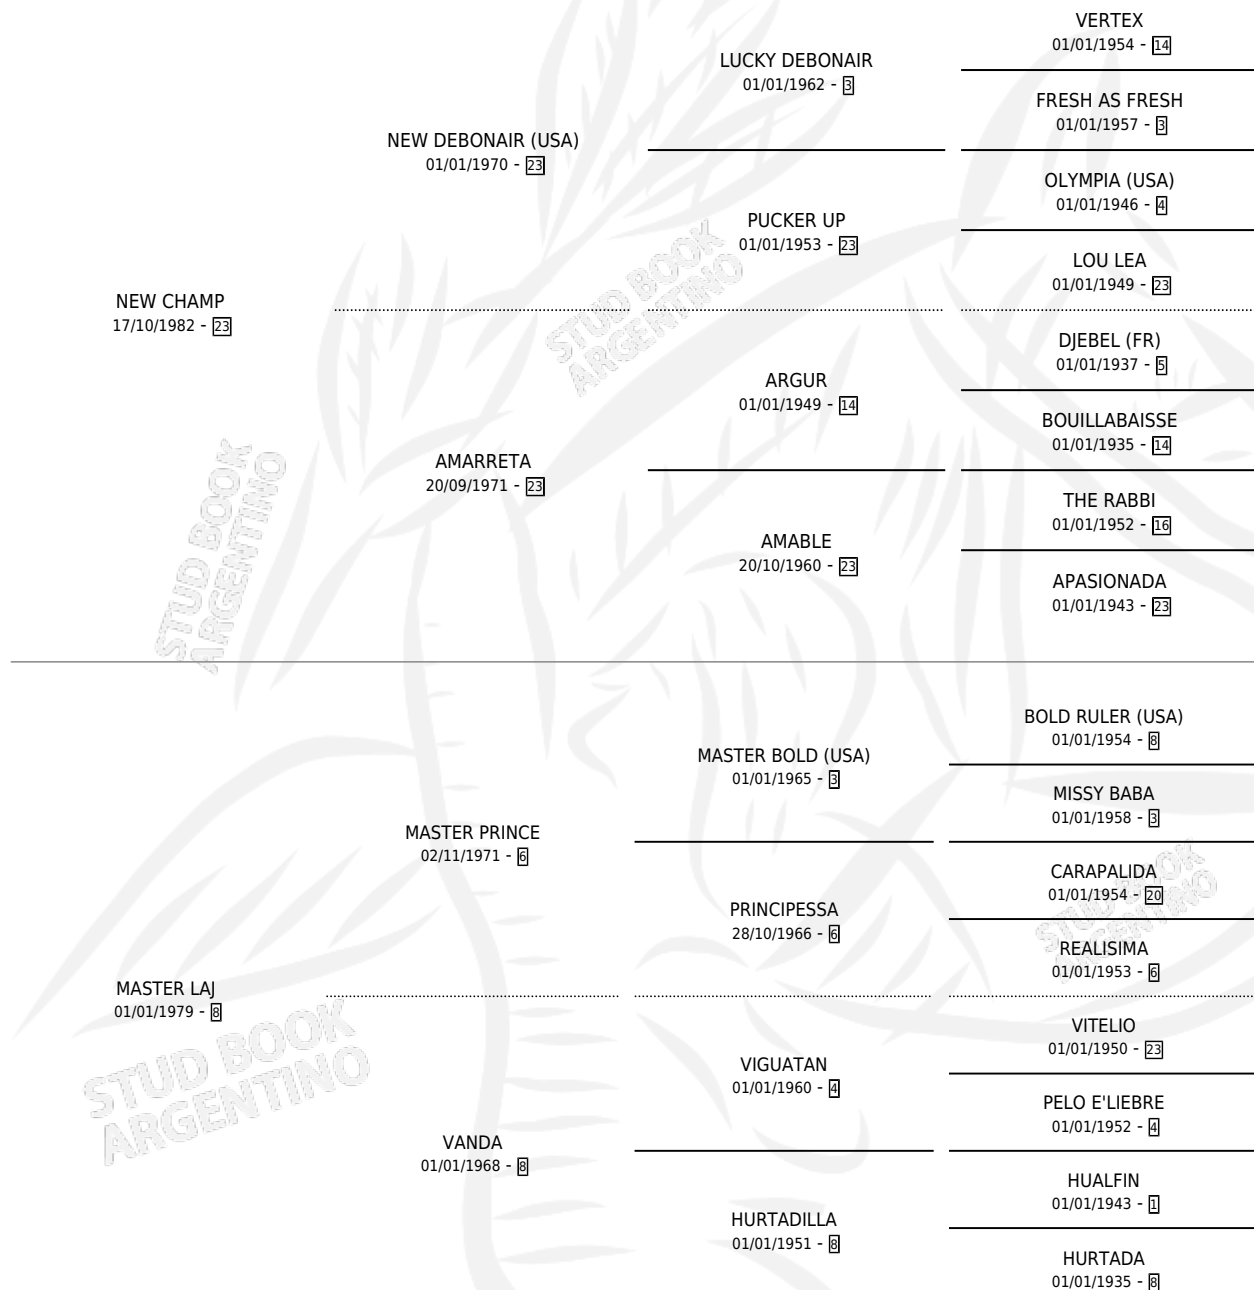 VERTEX
01/01/1954 - 14
LUCKY DEBONAIR
01/01/1962 - 3
FRESH AS FRESH
01/01/1957 - 3
NEW DEBONAIR (USA)
01/01/1970 - 23
OLYMPIA (USA)
01/01/1946 - 4
PUCKER UP
01/01/1953 - 23
LOU LEA
01/01/1949 - 23
NEW CHAMP
17/10/1982 - 23
STUD BOOK
ARGENTINO
DJEBEL (FR)
01/01/1937 - 5
ARGUR
01/01/1949 - 14
BOUILLABAISSE
01/01/1935 - 14
AMARRETA
20/09/1971 - 23
THE RABBI
01/01/1952 - 16
AMABLE
20/10/1960 - 23
APASIONADA
01/01/1943 - 23
STUD BOOK
ARGENTINO
BOLD RULER (USA)
01/01/1954 - 8
MASTER BOLD (USA)
01/01/1965 - 3
MISSY BABA
01/01/1958 - 3
MASTER PRINCE
02/11/1971 - 6
CARAPALIDA
01/01/1954 - 20
PRINCIPESSA
28/10/1966 - 6
STUD BOOK
ARGENTINO
REALISIMA
01/01/1953 - 6
MASTER LAJ
01/01/1979 - 8
STUD BOOK
ARGENTINO
VITELIO
01/01/1950 - 23
VIGUATAN
01/01/1960 - 4
PELO E'LIEBRE
01/01/1952 - 4
VANDA
01/01/1968 - 8
HUALFIN
01/01/1943 - 1
HURTADILLA
01/01/1951 - 8
HURTADA
01/01/1935 - 8